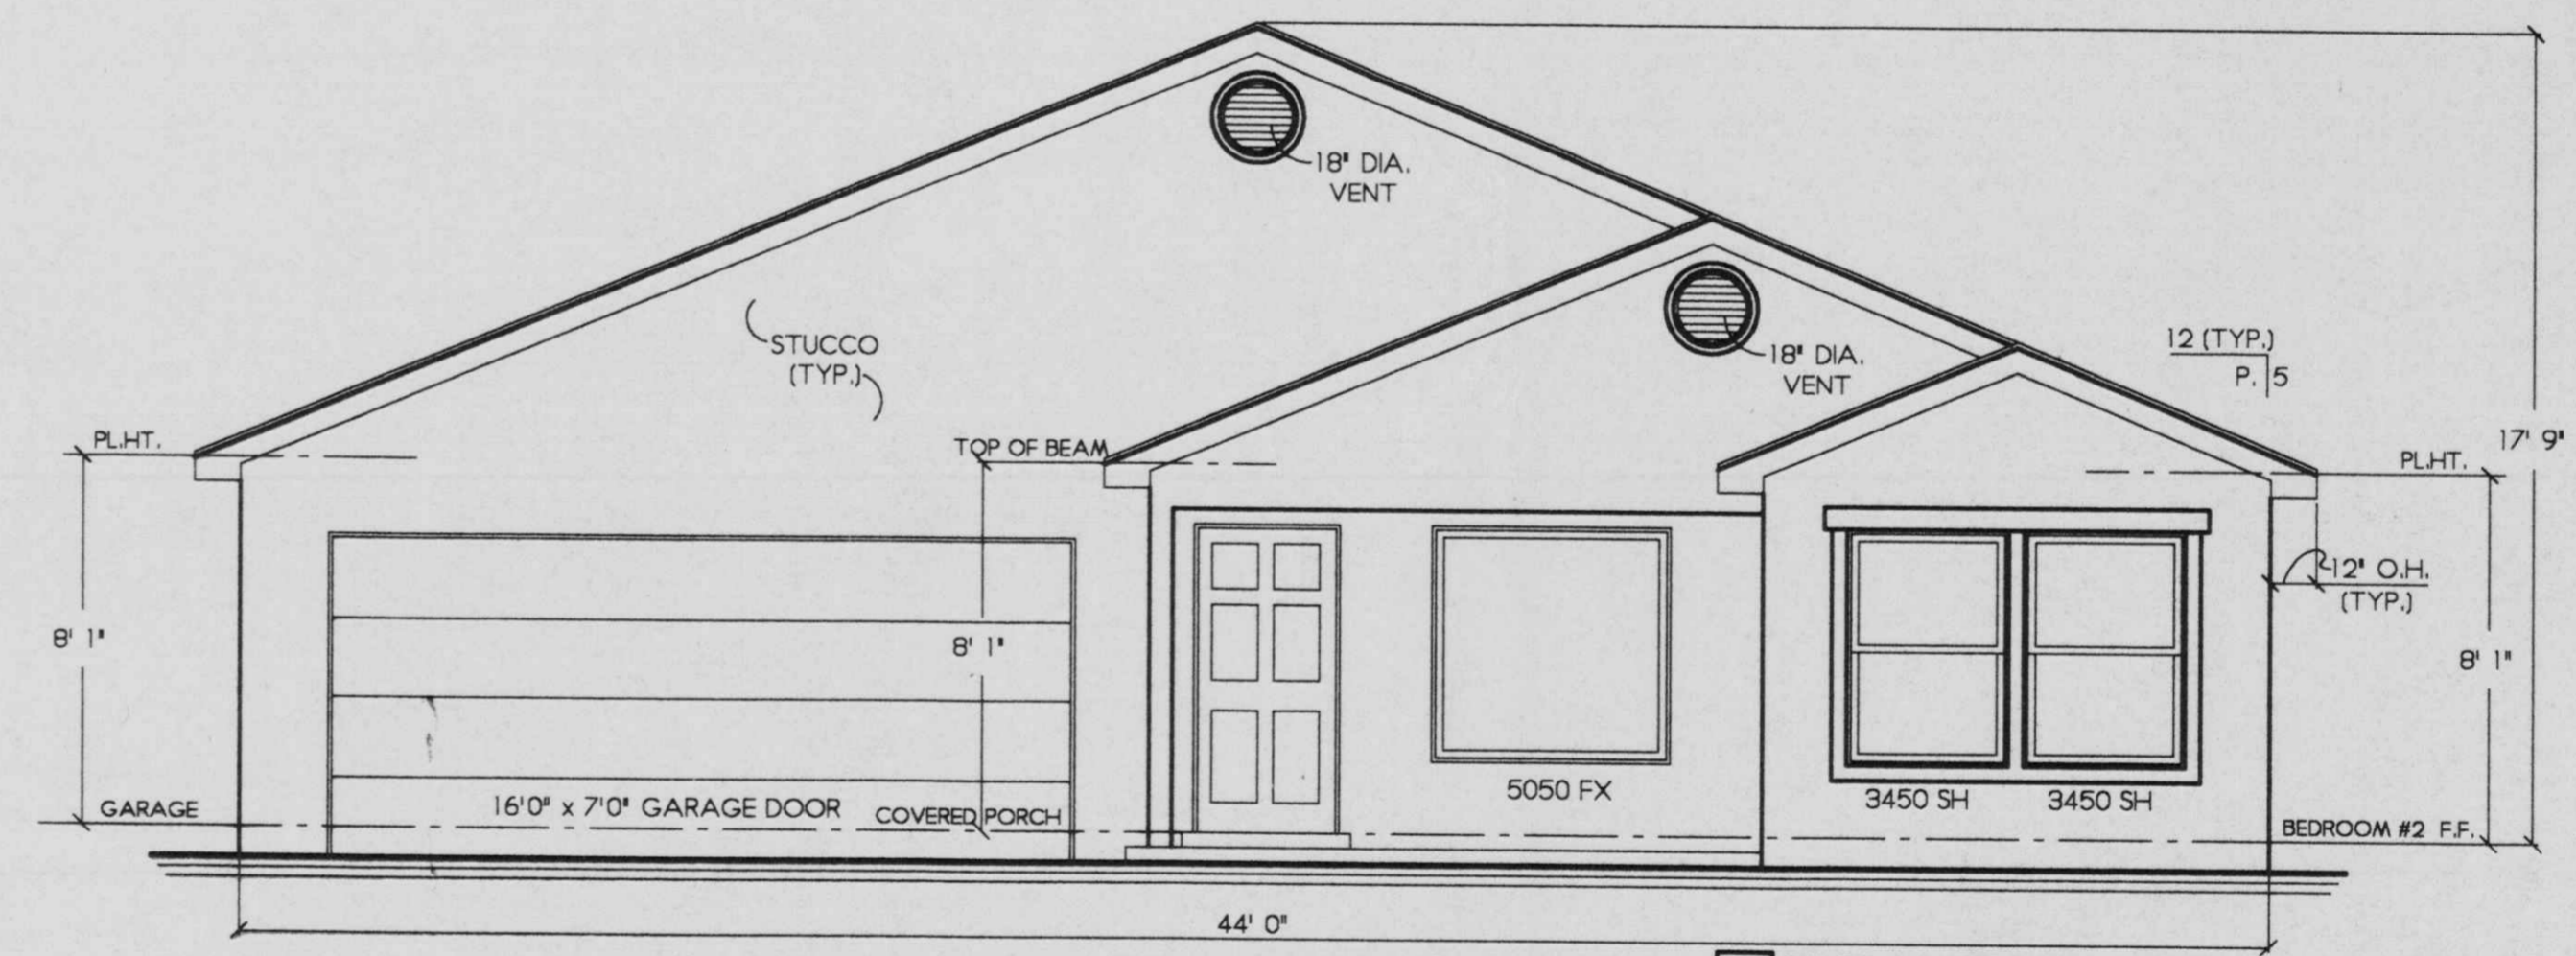 18" DIA.
VENT
STUCCO
(TYP.)
18" DIA.
VENT
12 (TYP.)
P. 5
PL.HT.
TOP OF BEAM
PL.HT.
17' 9"
12" O.H.
(TYP.)
8' 1"
8' 1"
8' 1"
5050 FX
3450 SH
3450 SH
GARAGE
16'0" x 7'0" GARAGE DOOR
COVERED PORCH
BEDROOM #2 F.F.
44' 0"